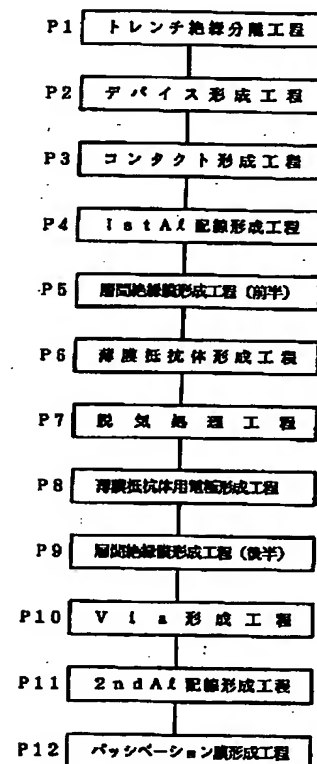 P1 トレンチ絶縁分離工程
P2 デバイス形成工程
P3 コンタクト形成工程
P4 1stAℓ配線形成工程
P5 層間絶縁膜形成工程(前半)
P6 薄膜抵抗体形成工程
P7 脱気処理工程
P8 薄膜抵抗体用電極形成工程
P9 層間絶縁膜形成工程(後半)
P10 Via形成工程
P11 2ndAℓ配線形成工程
P12 パッシベーション膜形成工程